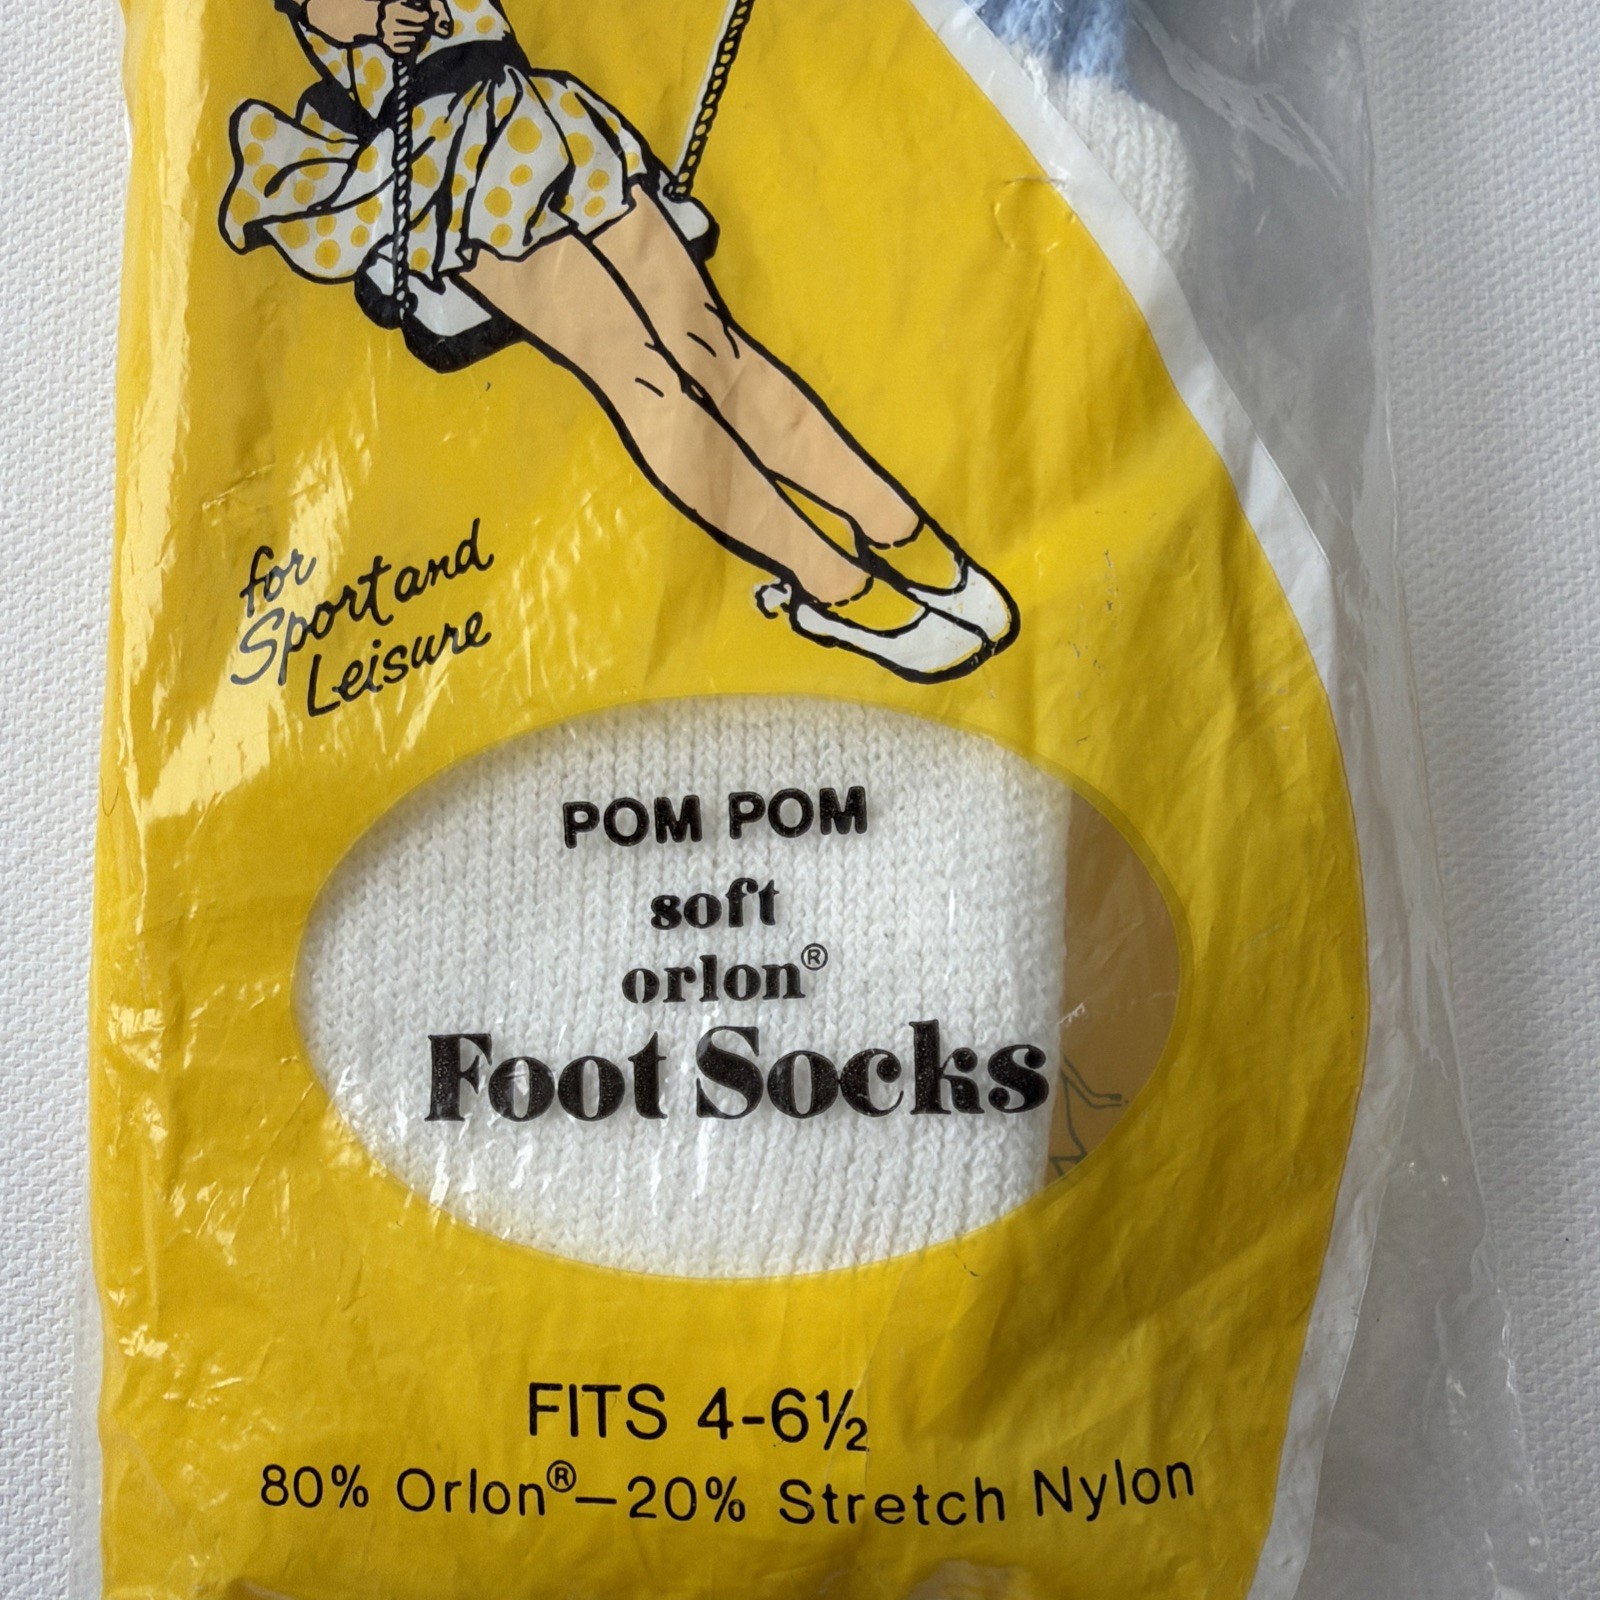 for
Sport and
Leisure
POM POM
soft
orlon®
Foot Socks
FITS 4-6½
80% Orlon®—20% Stretch Nylon